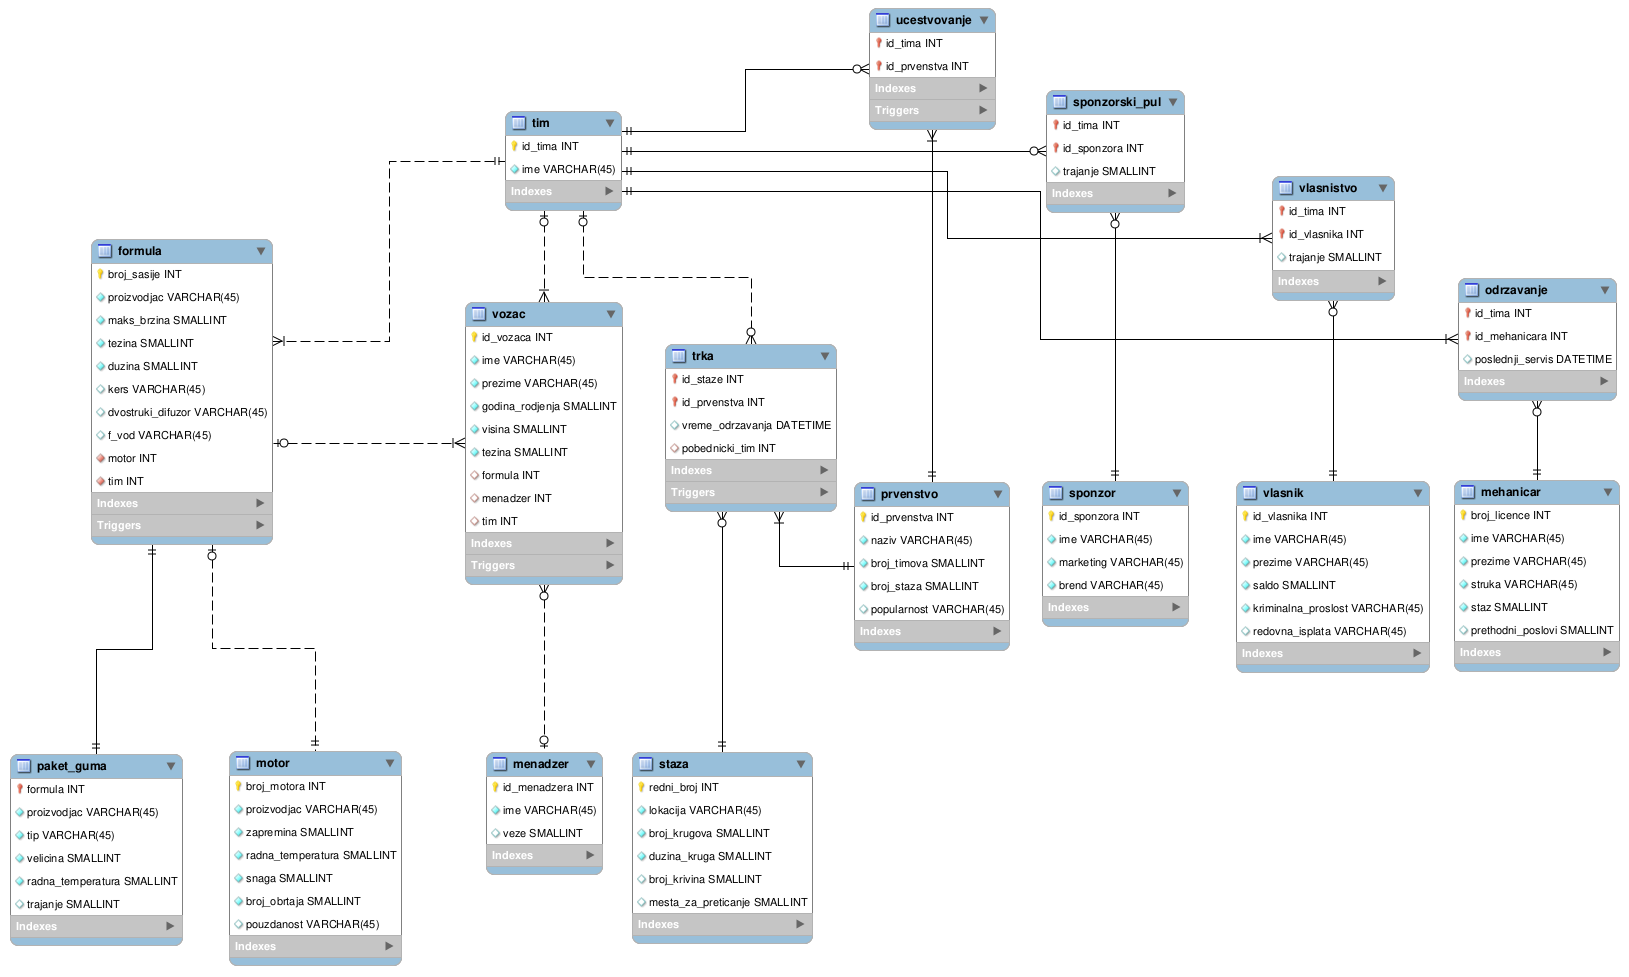 ucestvovanje
id_tima INT
id_prvenstva INT
Indexes
Triggers
sponzorski_pul
id_tima INT
id_sponzora INT
trajanje SMALLINT
Indexes
tim
id_tima INT
ime VARCHAR(45)
Indexes
vlasnistvo
id_tima INT
id_vlasnika INT
trajanje SMALLINT
Indexes
formula
broj_sasije INT
proizvodjac VARCHAR(45)
maks_brzina SMALLINT
tezina SMALLINT
duzina SMALLINT
kers VARCHAR(45)
dvostruki_difuzor VARCHAR(45)
f_vod VARCHAR(45)
motor INT
tim INT
Indexes
Triggers
odrzavanje
id_tima INT
id_mehanicara INT
poslednji_servis DATETIME
Indexes
vozac
id_vozaca INT
ime VARCHAR(45)
prezime VARCHAR(45)
godina_rodjenja SMALLINT
visina SMALLINT
tezina SMALLINT
formula INT
menadzer INT
tim INT
Indexes
Triggers
trka
id_staze INT
id_prvenstva INT
vreme_odrzavanja DATETIME
pobednicki_tim INT
Indexes
Triggers
prvenstvo
id_prvenstva INT
naziv VARCHAR(45)
broj_timova SMALLINT
broj_staza SMALLINT
popularnost VARCHAR(45)
Indexes
sponzor
id_sponzora INT
ime VARCHAR(45)
marketing VARCHAR(45)
brend VARCHAR(45)
Indexes
vlasnik
id_vlasnika INT
ime VARCHAR(45)
prezime VARCHAR(45)
saldo SMALLINT
kriminalna_proslost VARCHAR(45)
redovna_isplata VARCHAR(45)
Indexes
mehanicar
broj_licence INT
ime VARCHAR(45)
prezime VARCHAR(45)
struka VARCHAR(45)
staz SMALLINT
prethodni_poslovi SMALLINT
Indexes
paket_guma
formula INT
proizvodjac VARCHAR(45)
tip VARCHAR(45)
velicina SMALLINT
radna_temperatura SMALLINT
trajanje SMALLINT
Indexes
motor
broj_motora INT
proizvodjac VARCHAR(45)
zapremina SMALLINT
radna_temperatura SMALLINT
snaga SMALLINT
broj_obrtaja SMALLINT
pouzdanost VARCHAR(45)
Indexes
menadzer
id_menadzera INT
ime VARCHAR(45)
veze SMALLINT
Indexes
staza
redni_broj INT
lokacija VARCHAR(45)
broj_krugova SMALLINT
duzina_kruga SMALLINT
broj_krivina SMALLINT
mesta_za_preticanje SMALLINT
Indexes